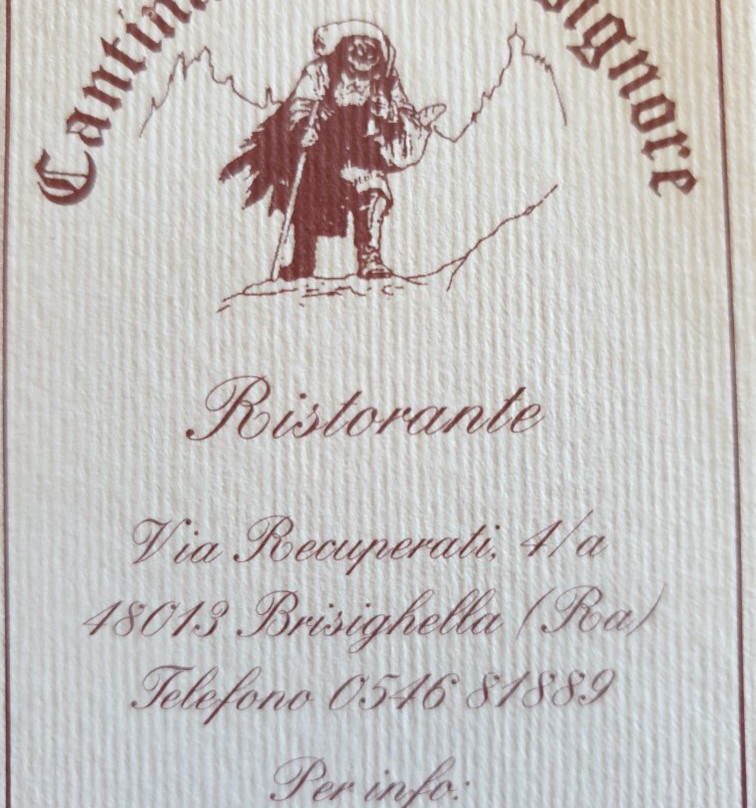 Cantina
Ristorante
Via Recuperati, 4/a
48013 Brisighella (Ra)
Telefono 0546 81889
Per info: